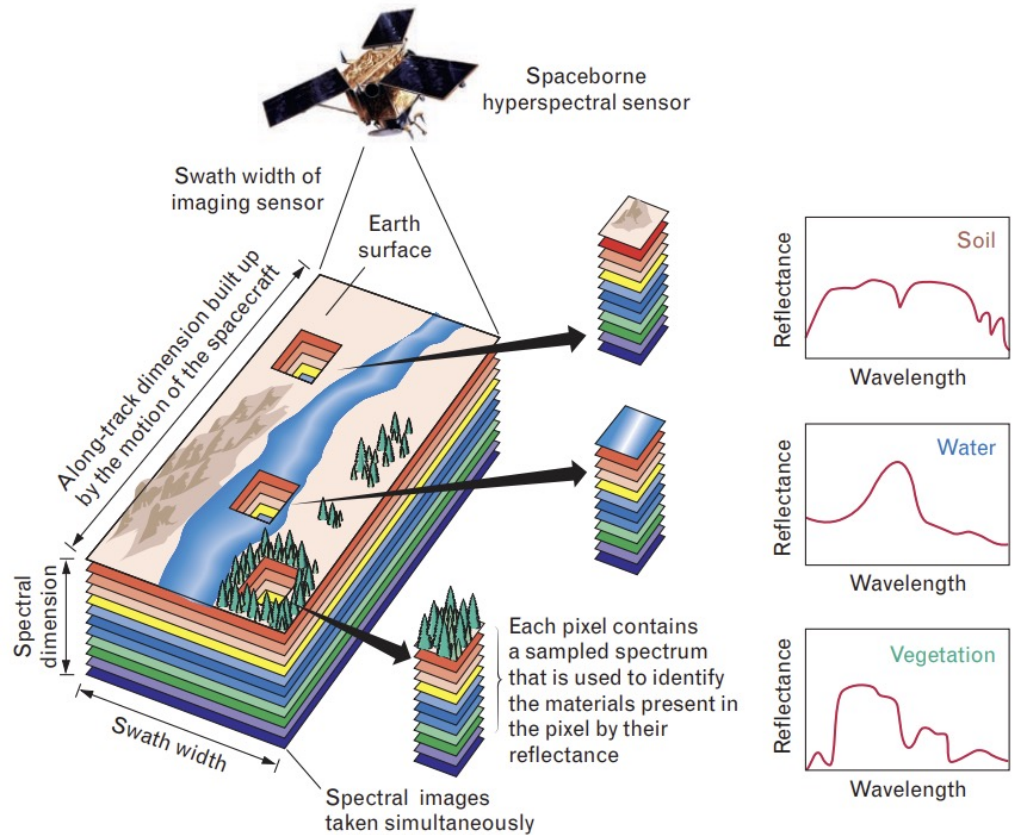 Spaceborne
hyperspectral sensor
Swath width of
imaging sensor
Earth
surface
Along-track dimension built up
by the motion of the spacecraft
Spectral
dimension
Swath width
Spectral images
taken simultaneously
Each pixel contains
a sampled spectrum
that is used to identify
the materials present in
the pixel by their
reflectance
Reflectance
Soil
Wavelength
Reflectance
Water
Wavelength
Reflectance
Vegetation
Wavelength